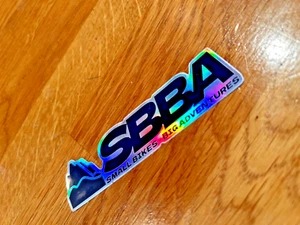 SBBA
SMALL BIKES. BIG ADVENTURES